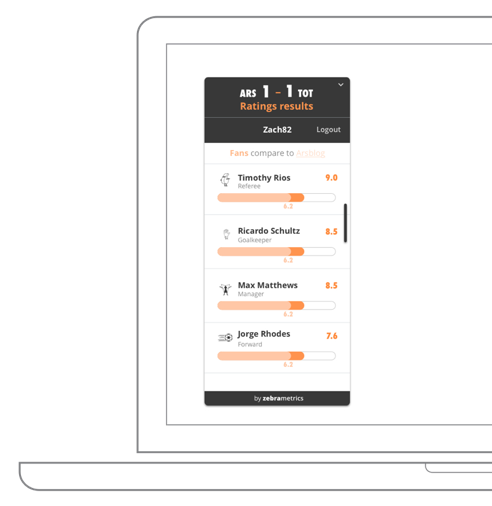 ARS 1 - 1 TOT
Ratings results
Zach82 Logout
Fans compare to
Timothy Rios 9.0
Referee
6.2
Ricardo Schultz 8.5
Goalkeeper
6.2
Max Matthews 8.5
Manager
6.2
Jorge Rhodes 7.6
Forward
6.2
by zebrametrics